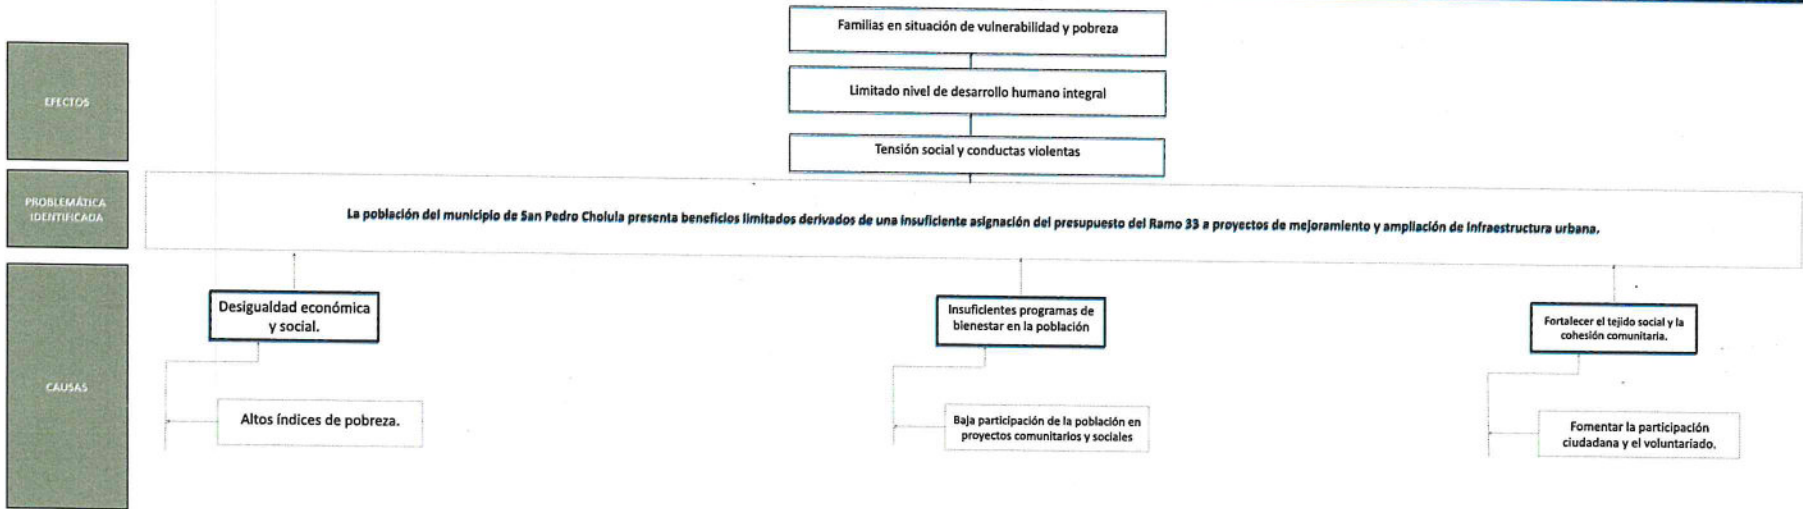 Familias en situación de vulnerabilidad y pobreza
EFECTOS
Limitado nivel de desarrollo humano integral
Tensión social y conductas violentas
PROBLEMÁTICA
IDENTIFICADA
La población del municipio de San Pedro Cholula presenta beneficios limitados derivados de una insuficiente asignación del presupuesto del Ramo 33 a proyectos de mejoramiento y ampliación de infraestructura urbana.
CAUSAS
Desigualdad económica
y social.
Altos índices de pobreza.
Insuficientes programas de
bienestar en la población
Baja participación de la población en
proyectos comunitarios y sociales
Fortalecer el tejido social y la
cohesión comunitaria.
Fomentar la participación
ciudadana y el voluntariado.